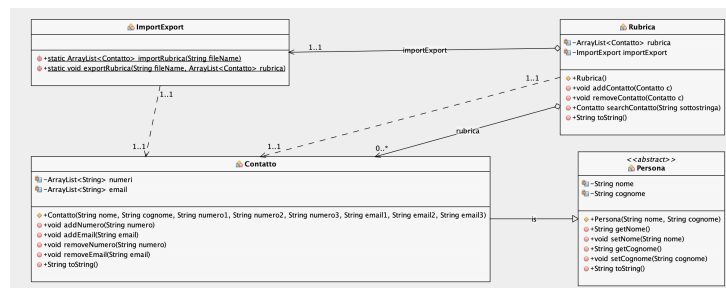 ImportExport
+static ArrayList<Contatto> importRubrica(String fileName)
+static void exportRubrica(String fileName, ArrayList<Contatto> rubrica)
1..1
importExport
Rubrica
-ArrayList<Contatto> rubrica
-ImportExport importExport
+Rubrica()
+void addContatto(Contatto c)
+void removeContatto(Contatto c)
+Contatto searchContatto(String sottostringa)
+String toString()
1..1
1..1
rubrica
1..1
1..1
0..*
Contatto
-ArrayList<String> numeri
-ArrayList<String> email
+Contatto(String nome, String cognome, String numero1, String numero2, String numero3, String email1, String email2, String email3)
+void addNumero(String numero)
+void addEmail(String email)
+void removeNumero(String numero)
+void removeEmail(String email)
+String toString()
is
<<abstract>>
Persona
-String nome
-String cognome
+Persona(String nome, String cognome)
+String getNome()
+void setNome(String nome)
+String getCognome()
+void setCognome(String cognome)
+String toString()